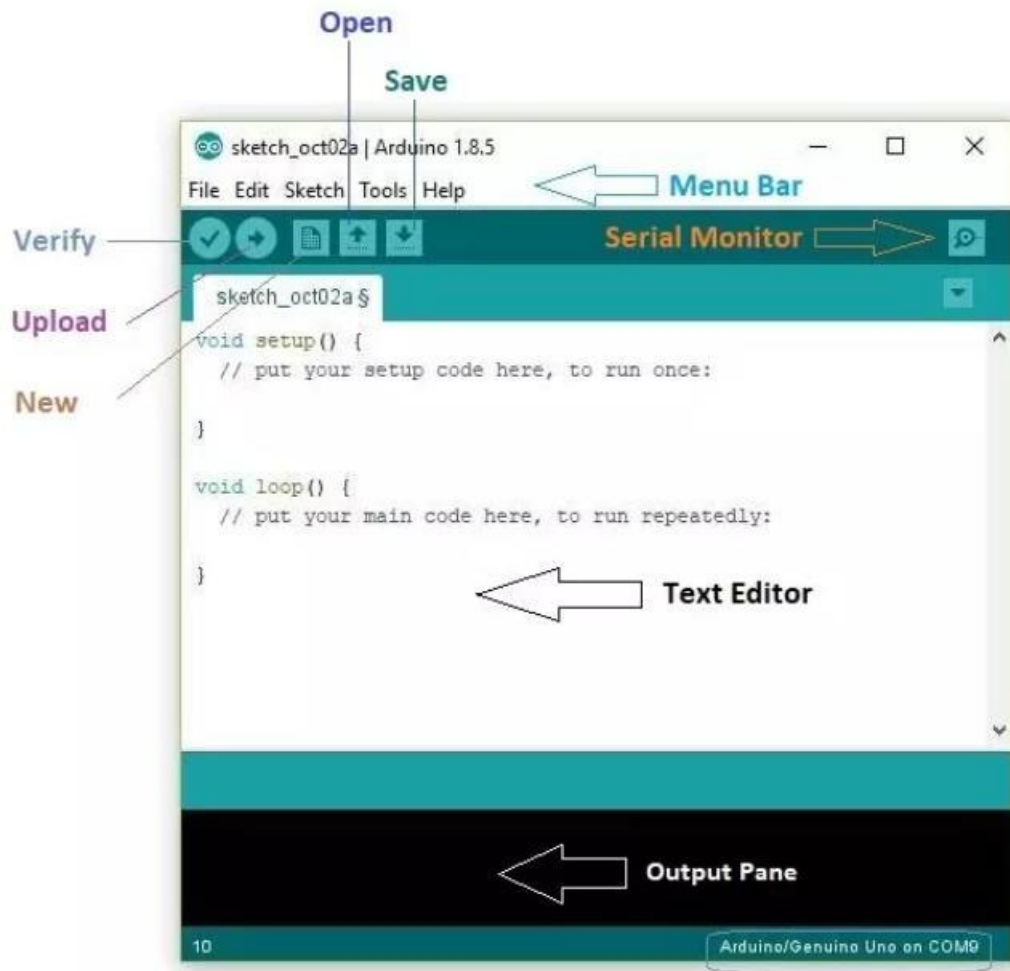 Open
Save
sketch_oct02a | Arduino 1.8.5
File Edit Sketch Tools Help
Menu Bar
Verify
Serial Monitor
sketch_oct02a §
Upload
void setup() {
// put your setup code here, to run once:
New
}
void loop() {
// put your main code here, to run repeatedly:
}
Text Editor
Output Pane
10
Arduino/Genuino Uno on COM9